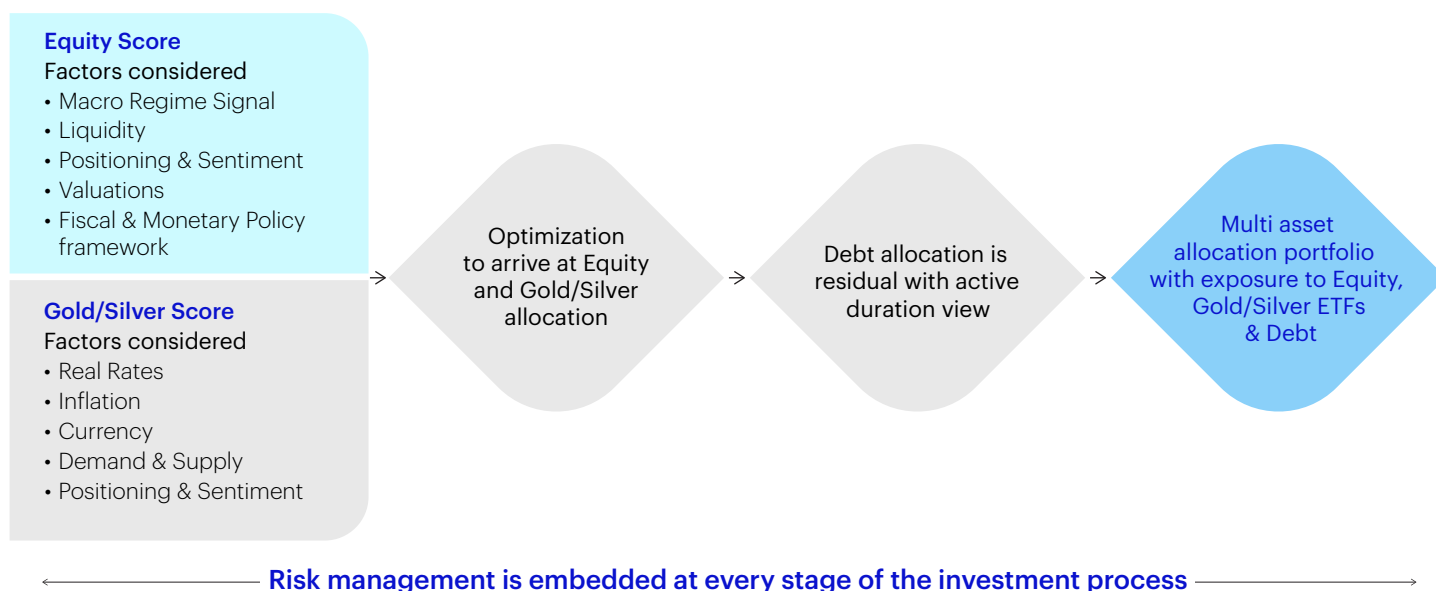 Equity Score
Factors considered
• Macro Regime Signal
• Liquidity
• Positioning & Sentiment
• Valuations
• Fiscal & Monetary Policy
framework
Gold/Silver Score
Factors considered
• Real Rates
• Inflation
• Currency
• Demand & Supply
• Positioning & Sentiment
Optimization
to arrive at Equity
and Gold/Silver
allocation
Debt allocation is
residual with active
duration view
Multi asset
allocation portfolio
with exposure to Equity,
Gold/Silver ETFs
& Debt
Risk management is embedded at every stage of the investment process